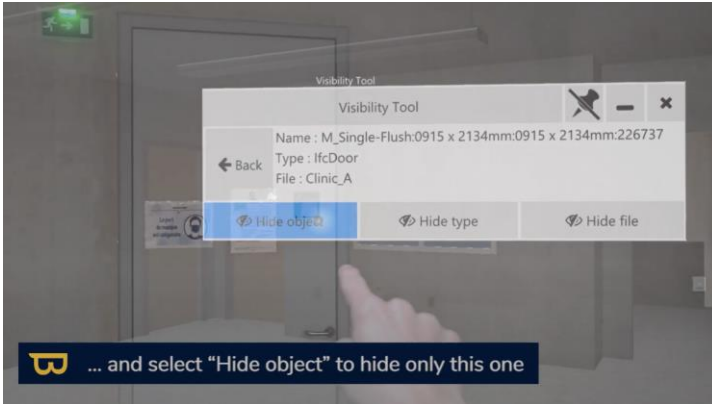 Visibility Tool
Visibility Tool
Back
Name : M_Single-Flush:0915 x 2134mm:0915 x 2134mm:226737
Type : IfcDoor
File : Clinic_A
Hide object
Hide type
Hide file
... and select “Hide object” to hide only this one